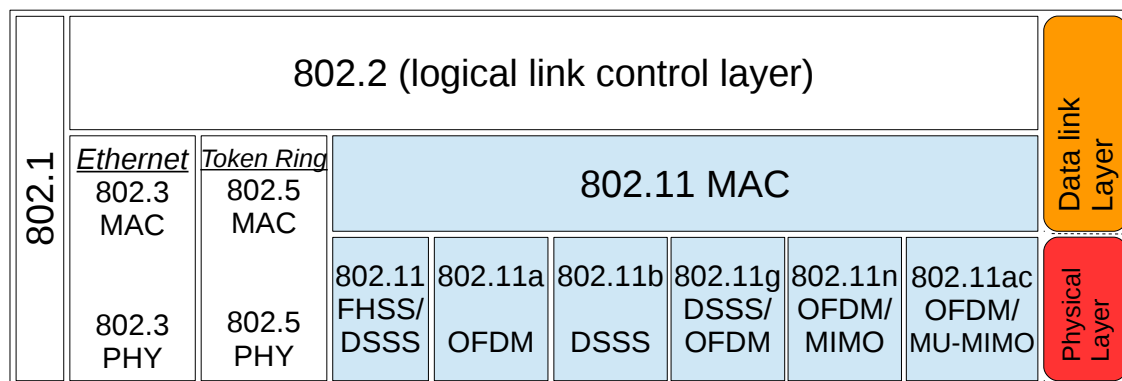 802.1
802.2 (logical link control layer)
Data link
Layer
Ethernet
802.3
MAC
802.3
PHY
Token Ring
802.5
MAC
802.5
PHY
802.11 MAC
802.11
FHSS/
DSSS
802.11a
OFDM
802.11b
DSSS
802.11g
DSSS/
OFDM
802.11n
OFDM/
MIMO
802.11ac
OFDM/
MU-MIMO
Physical
Layer